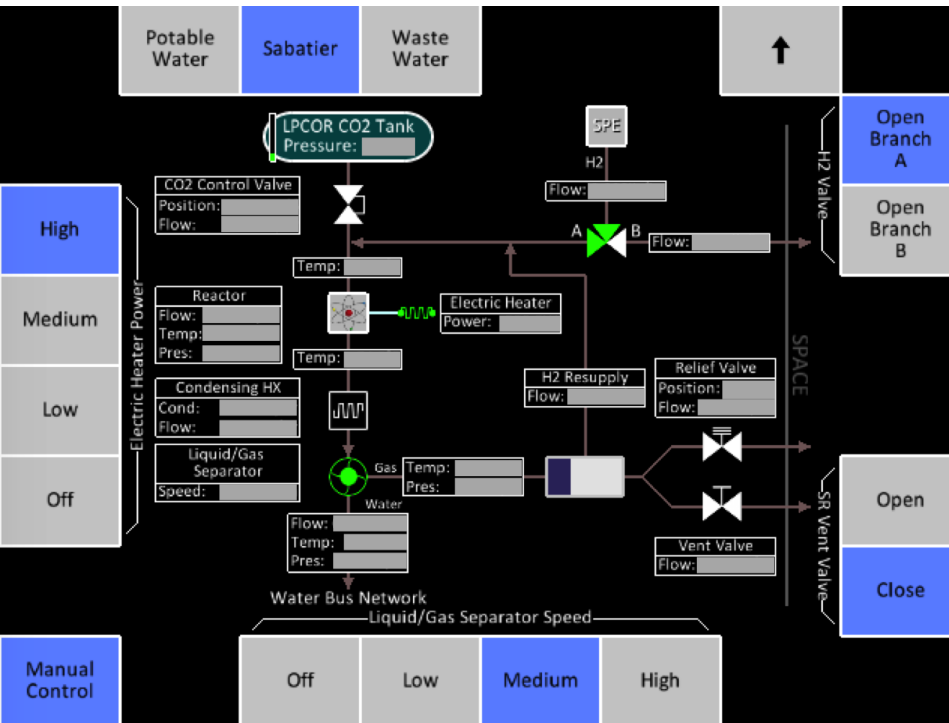 Potable
Water
Sabatier
Waste
Water
↑
LPCOR CO2 Tank
Pressure:
SPE
H2
Flow:
Open
Branch
A
H2 Valve
Open
Branch
B
CO2 Control Valve
Position:
Flow:
A
B
Flow:
High
Medium
Low
Off
Electric Heater Power
Temp:
Reactor
Flow:
Temp:
Pres:
Electric Heater
Power:
Temp:
SPACE
Condensing HX
Cond:
Flow:
H2 Resupply
Flow:
Relief Valve
Position:
Flow:
Liquid/Gas
Separator
Speed:
Gas
Temp:
Pres:
Water
Flow:
Temp:
Pres:
Vent Valve
Flow:
Open
Close
SR Vent Valve
Water Bus Network
Liquid/Gas Separator Speed
Manual
Control
Off
Low
Medium
High